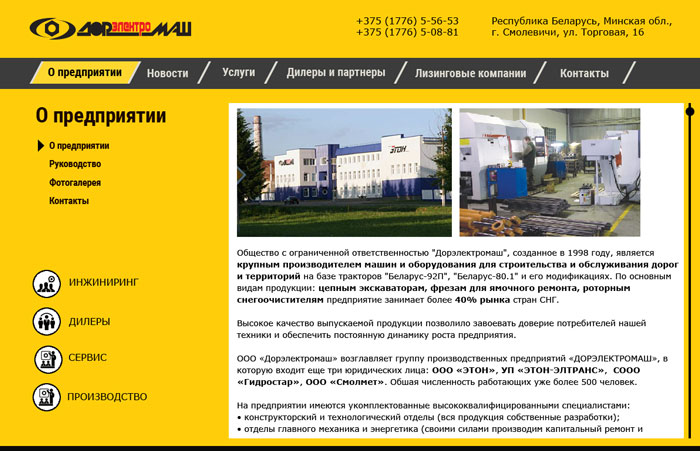 ДОРэлектроМАШ
+375 (1776) 5-56-53
+375 (1776) 5-08-81
Республика Беларусь, Минская обл.,
г. Смолевичи, ул. Торговая, 16
О предприятии
Новости
Услуги
Дилеры и партнеры
Лизинговые компании
Контакты
О предприятии
О предприятии
Руководство
Фотогалерея
Контакты
ИНЖИНИРИНГ
ДИЛЕРЫ
СЕРВИС
ПРОИЗВОДСТВО
ЭТОН
Общество с ограниченной ответственностью "Дорэлектромаш", созданное в 1998 году, является
крупным производителем машин и оборудования для строительства и обслуживания дорог
и территорий на базе тракторов "Беларус-92П", "Беларус-80.1" и его модификациях. По основным
видам продукции: цепным экскаваторам, фрезам для ямочного ремонта, роторным
снегоочистителям предприятие занимает более 40% рынка стран СНГ.
Высокое качество выпускаемой продукции позволило завоевать доверие потребителей нашей
техники и обеспечить постоянную динамику роста предприятия.
ООО «Дорэлектромаш» возглавляет группу производственных предприятий «ДОРЭЛЕКТРОМАШ», в
которую входит еще три юридических лица: ООО «ЭТОН», УП «ЭТОН-ЭЛТРАНС», СООО
«Гидростар», ООО «Смолмет». Обшая численность работающих уже более 500 человек.
На предприятии имеются укомплектованные высококвалифицированными специалистами:
• конструкторский и технологический отделы (вся продукция собственные разработки);
• отделы главного механика и энергетика (своими силами производим капитальный ремонт и